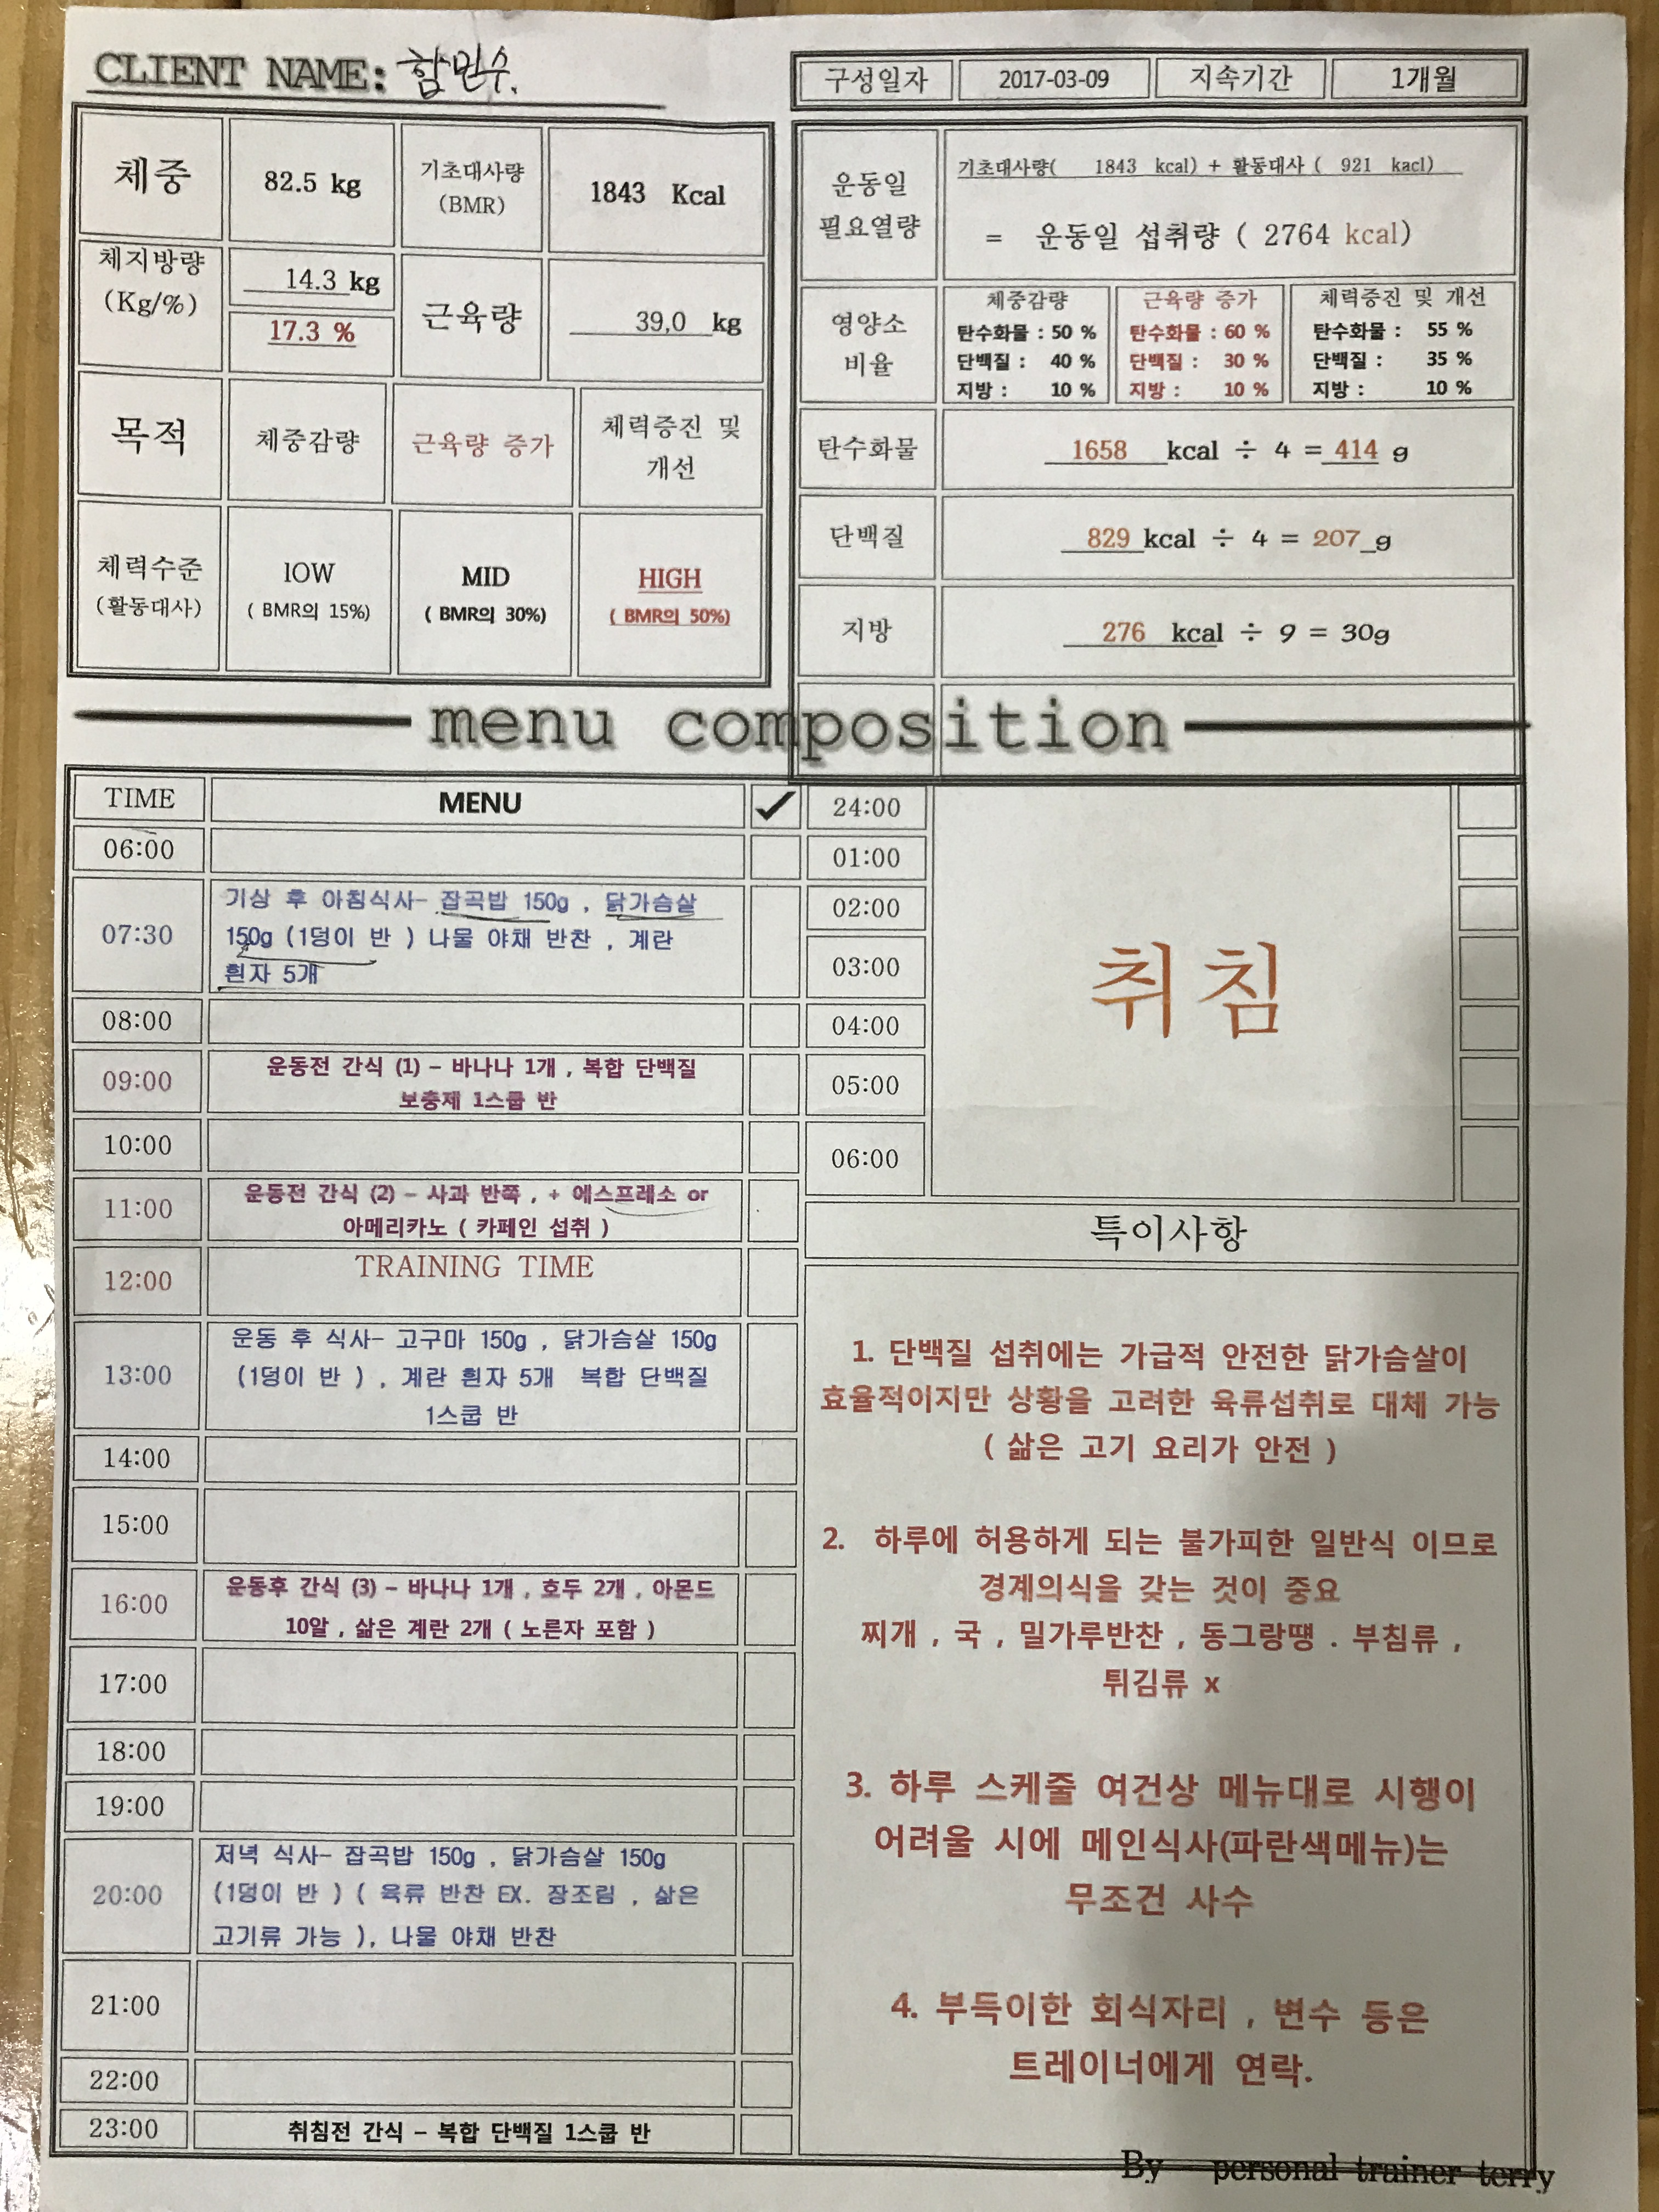 CLIENT NAME: 함민수.
구성일자 2017-03-09 지속기간 1개월
체중 82.5 kg 기초대사량 (BMR) 1843 Kcal
체지방량 (Kg/%) 14.3 kg 17.3 % 근육량 39,0 kg
목적 체중감량 근육량 증가 체력증진 및 개선
체력수준 (활동대사) lOW ( BMR의 15%) MID ( BMR의 30%) HIGH ( BMR의 50%)
운동일 필요열량
기초대사량( 1843 kcal) + 활동대사 ( 921 kacl)
= 운동일 섭취량 ( 2764 kcal)
영양소 비율
체중감량
탄수화물 : 50 %
단백질 : 40 %
지방 : 10 %
근육량 증가
탄수화물 : 60 %
단백질 : 30 %
지방 : 10 %
체력증진 및 개선
탄수화물 : 55 %
단백질 : 35 %
지방 : 10 %
탄수화물 1658 kcal ÷ 4 = 414 g
단백질 829 kcal ÷ 4 = 207 g
지방 276 kcal ÷ 9 = 30g
menu composition
TIME MENU ✓
06:00
07:30
기상 후 아침식사- 잡곡밥 150g , 닭가슴살
150g (1덩이 반 ) 나물 야채 반찬 , 계란
흰자 5개
08:00
09:00
운동전 간식 (1) - 바나나 1개 , 복합 단백질
보충제 1스쿱 반
10:00
11:00
운동전 간식 (2) - 사과 반쪽 , + 에스프레소 or
아메리카노 ( 카페인 섭취 )
12:00 TRAINING TIME
13:00
운동 후 식사- 고구마 150g , 닭가슴살 150g
(1덩이 반 ) , 계란 흰자 5개 복합 단백질
1스쿱 반
14:00
15:00
16:00
운동후 간식 (3) - 바나나 1개 , 호두 2개 , 아몬드
10알 , 삶은 계란 2개 ( 노른자 포함 )
17:00
18:00
19:00
20:00
저녁 식사- 잡곡밥 150g , 닭가슴살 150g
(1덩이 반 ) ( 육류 반찬 EX. 장조림 , 삶은
고기류 가능 ), 나물 야채 반찬
21:00
22:00
23:00 취침전 간식 - 복합 단백질 1스쿱 반
24:00
01:00
02:00
03:00
04:00
05:00
06:00
취침
특이사항
1. 단백질 섭취에는 가급적 안전한 닭가슴살이
효율적이지만 상황을 고려한 육류섭취로 대체 가능
( 삶은 고기 요리가 안전 )
2. 하루에 허용하게 되는 불가피한 일반식 이므로
경계의식을 갖는 것이 중요
찌개 , 국 , 밀가루반찬 , 동그랑떙 . 부침류 ,
튀김류 x
3. 하루 스케줄 여건상 메뉴대로 시행이
어려울 시에 메인식사(파란색메뉴)는
무조건 사수
4. 부득이한 회식자리 , 변수 등은
트레이너에게 연락.
By personal trainer terry